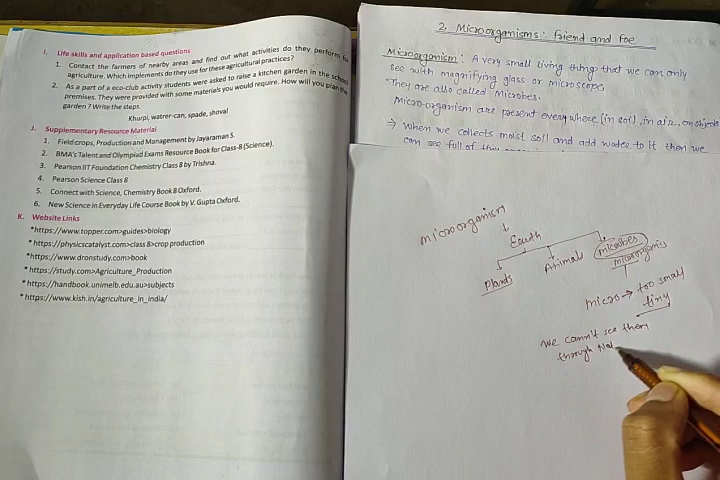 I. Life skills and application based questions
1. Contact the farmers of nearby areas and find out what activities do they perform for
agriculture. Which implements do they use for these agricultural practices?
2. As a part of a eco-club activity students were asked to raise a kitchen garden in the school
premises. They were provided with some materials you would require. How will you plan the
garden ? Write the steps.
Khurpi, watrer-can, spade, shoval
J. Supplementary Resource Material
1. Field crops, Production and Management by Jayaraman S.
2. BMA's Talent and Olympiad Exams Resource Book for Class-8 (Science).
3. Pearson IIT Foundation Chemistry Class 8 by Trishna.
4. Pearson Science Class 8
5. Connect with Science, Chemistry Book 8 Oxford.
6. New Science in Everyday Life Course Book by V. Gupta Oxford.
K. Website Links
*https://www.topper.com>guides>biology
*https://physicscatalyst.com>class 8>crop production
*https://www.dronstudy.com>book
*https://study.com>Agriculture_Production
*https://handbook.unimelb.edu.au>subjects
*https://www.kish.in/agriculture_in_india/
2. Microorganisms: Friend and Foe
Microorganism: A very small living things that we can only
see with magnifying glass or microscope.
They are also called Microbes.
Micro-organism are present everywhere (in soil, in air, on objects
→ When we collects moist soil and add water to it then we
can see full of
microorganism
Earth
Plants
Animal
microbes
microorganisms
micro → too small
tiny
we cann't see them
through Na